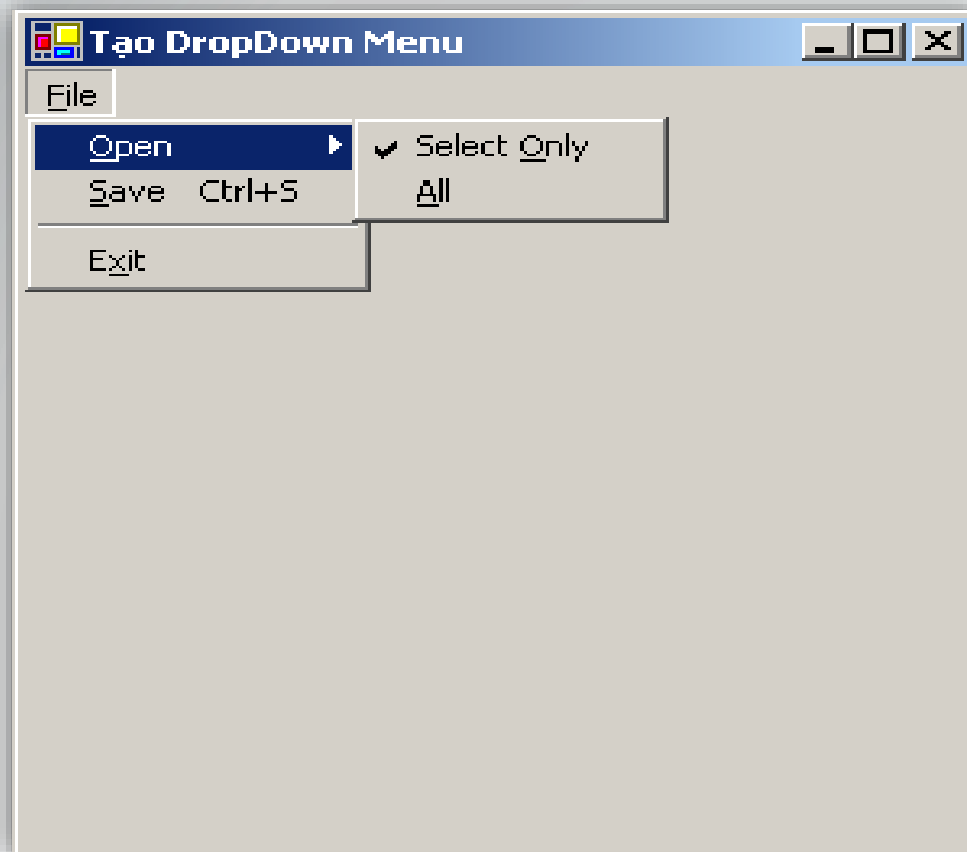 Tạo DropDown Menu
File
Open
Save Ctrl+S
Exit
Select Only
All